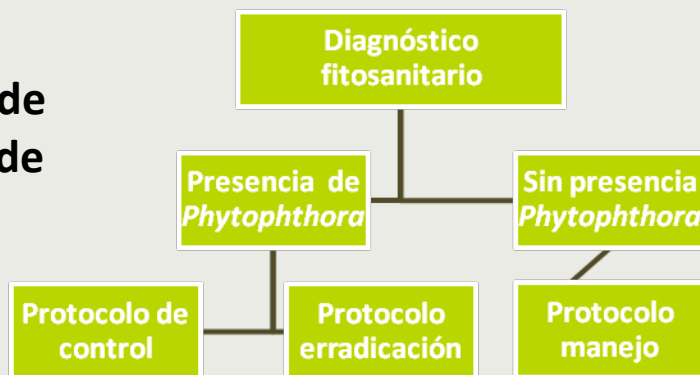 de
de
Diagnóstico
fitosanitario
Presencia de
Phytophthora
Sin presencia
Phytophthora
Protocolo de
control
Protocolo
erradicación
Protocolo
manejo